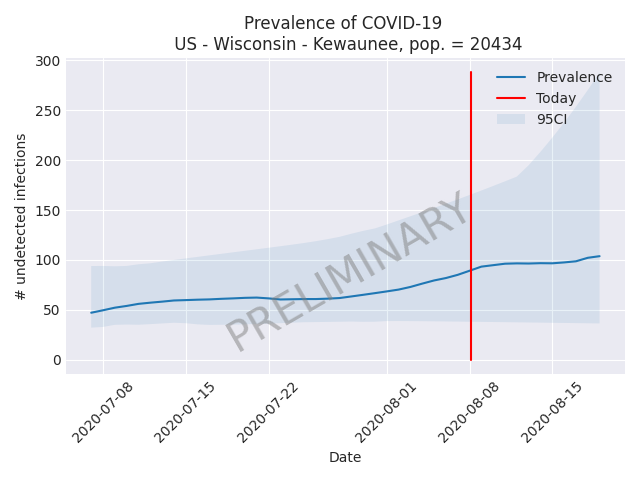 Prevalence of COVID-19
US - Wisconsin - Kewaunee, pop. = 20434
# undetected infections
300
250
200
150
100
50
0
Prevalence
Today
95CI
PRELIMINARY
2020-07-08
2020-07-15
2020-07-22
2020-08-01
2020-08-08
2020-08-15
Date